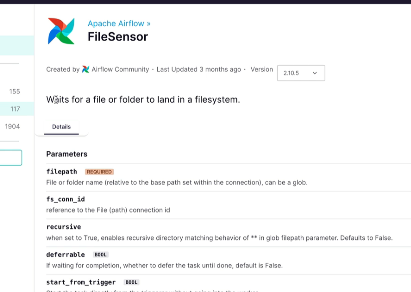 Apache Airflow »
FileSensor
Created by Airflow Community • Last Updated 3 months ago • Version 2.10.5
155
Waits for a file or folder to land in a filesystem.
117
1904
Details
Parameters
filepath REQUIRED
File or folder name (relative to the base path set within the connection), can be a glob.
fs_conn_id
reference to the File (path) connection id
recursive
when set to True, enables recursive directory matching behavior of ** in glob filepath parameter. Defaults to False.
deferrable BOOL
If waiting for completion, whether to defer the task until done, default is False.
start_from_trigger BOOL